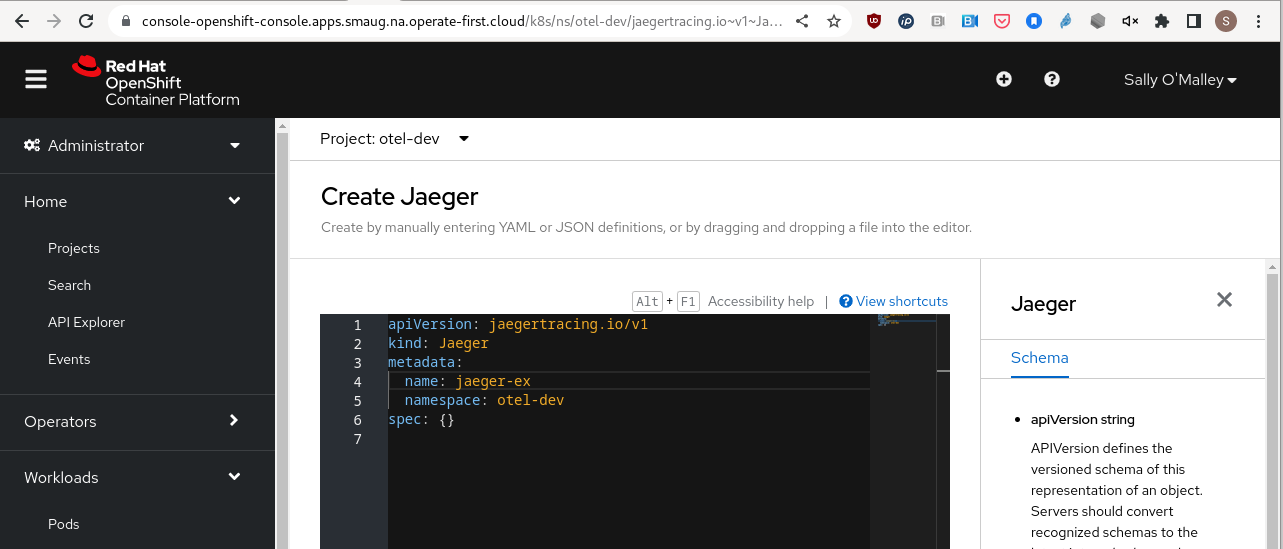 console-openshift-console.apps.smaug.na.operate-first.cloud/k8s/ns/otel-dev/jaegertracing.io~v1~Ja...
S
Red Hat
OpenShift
Container Platform
Sally O'Malley
Administrator
Home
Projects
Search
API Explorer
Events
Operators
Workloads
Pods
Project: otel-dev
Create Jaeger
Create by manually entering YAML or JSON definitions, or by dragging and dropping a file into the editor.
Alt + F1 Accessibility help | View shortcuts
1 apiVersion: jaegertracing.io/v1
2 kind: Jaeger
3 metadata:
4 name: jaeger-ex
5 namespace: otel-dev
6 spec: {}
7
Jaeger
Schema
• apiVersion string
APIVersion defines the
versioned schema of this
representation of an object.
Servers should convert
recognized schemas to the